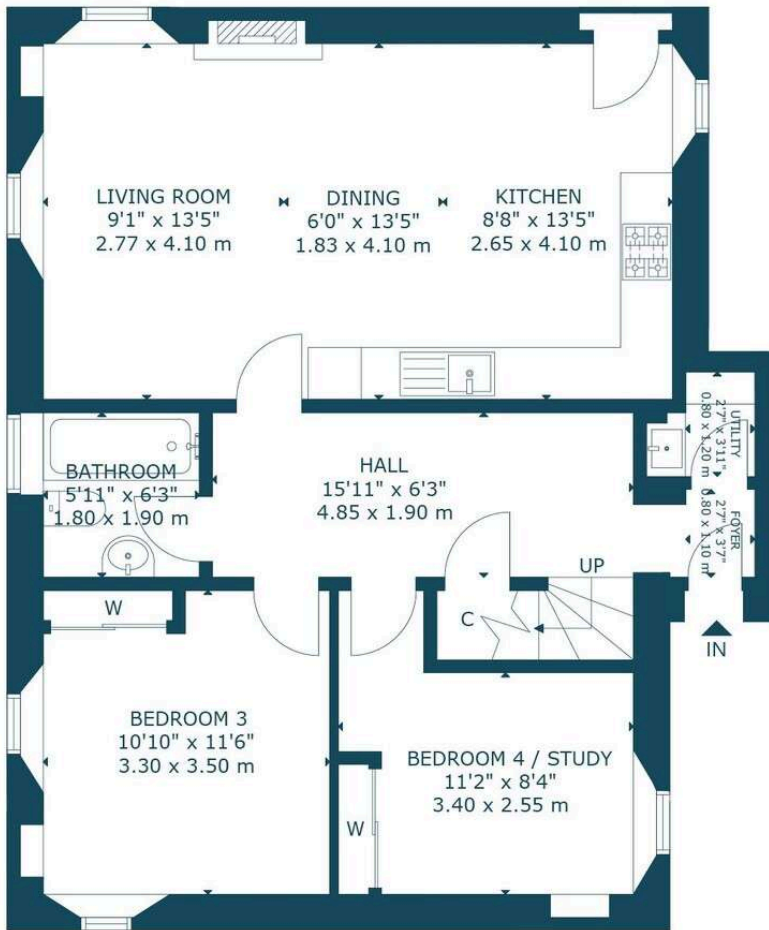 LIVING ROOM
9'1" x 13'5"
2.77 x 4.10 m
DINING
6'0" x 13'5"
1.83 x 4.10 m
KITCHEN
8'8" x 13'5"
2.65 x 4.10 m
BATHROOM
5'11" x 6'3"
1.80 x 1.90 m
HALL
15'11" x 6'3"
4.85 x 1.90 m
UTILITY
2'7" x 3'11"
0.80 x 1.20 m
FOYER
2'7" x 3'7"
0.80 x 1.10 m
UP
C
IN
W
BEDROOM 3
10'10" x 11'6"
3.30 x 3.50 m
BEDROOM 4 / STUDY
11'2" x 8'4"
3.40 x 2.55 m
W